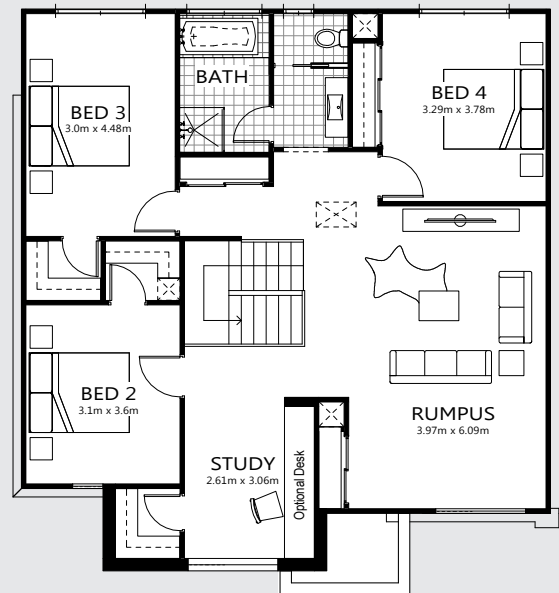 BATH
BED 3
3.0m x 4.48m
BED 4
3.29m x 3.78m
BED 2
3.1m x 3.6m
RUMPUS
3.97m x 6.09m
STUDY
2.61m x 3.06m
Optional Desk